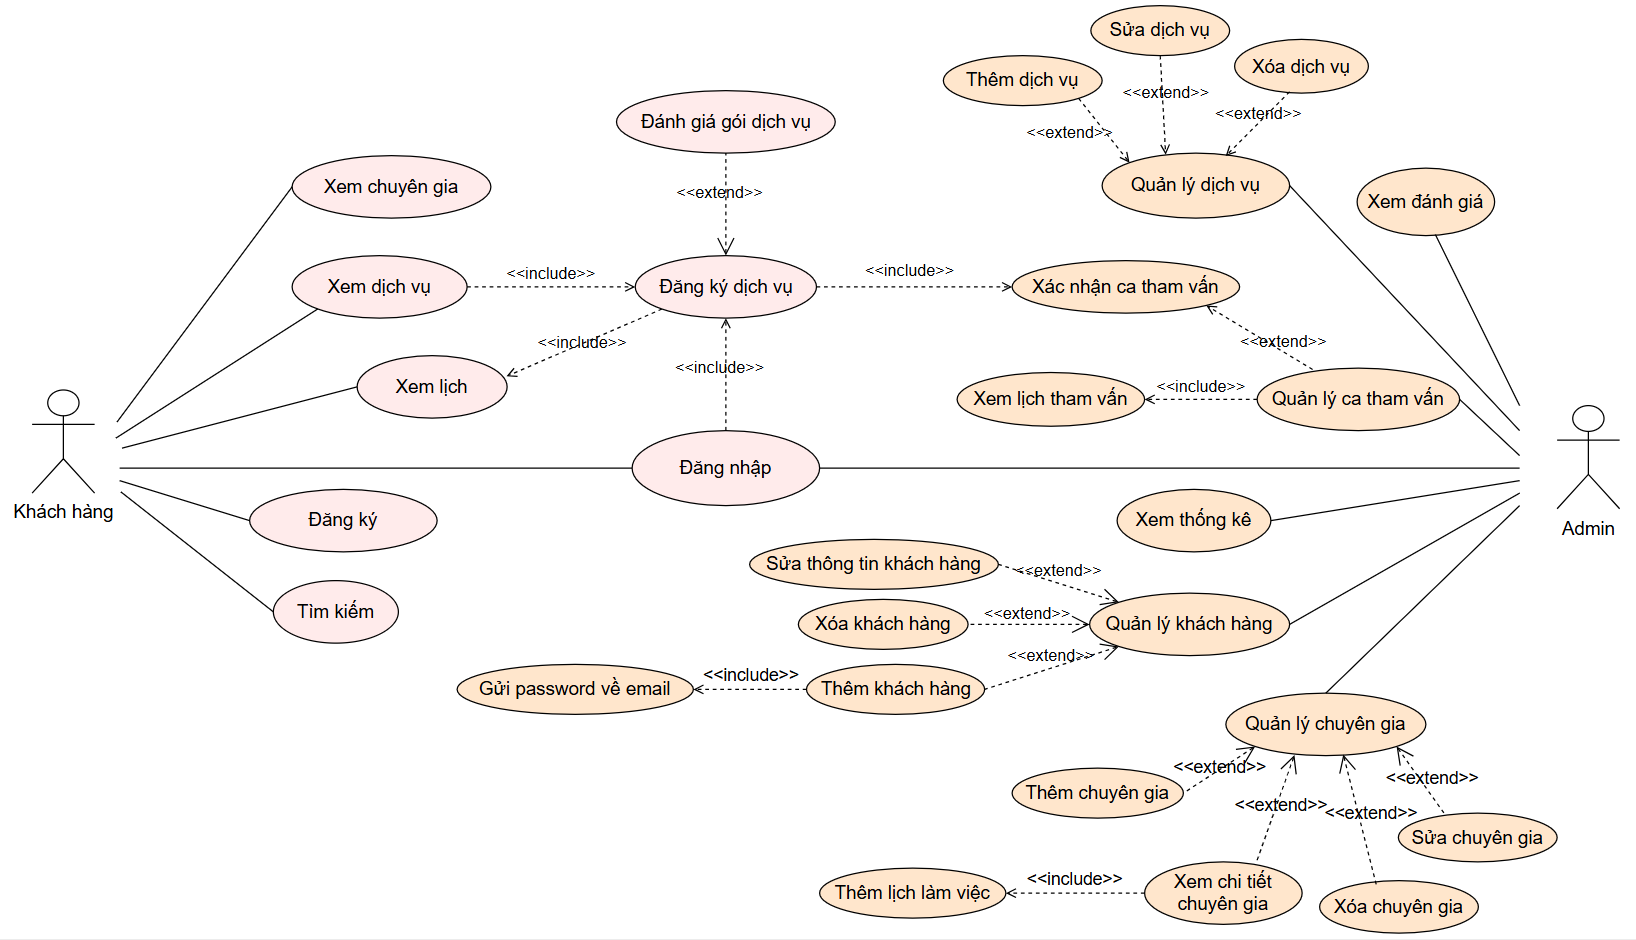 Sửa dịch vụ
Xóa dịch vụ
Thêm dịch vụ
<<extend>>
<<extend>>
<<extend>>
Đánh giá gói dịch vụ
Quản lý dịch vụ
Xem chuyên gia
<<extend>>
Xem đánh giá
Xem dịch vụ
<<include>>
Đăng ký dịch vụ
<<include>>
Xác nhận ca tham vấn
<<include>>
<<extend>>
Xem lịch
<<include>>
Xem lịch tham vấn
<<include>>
Quản lý ca tham vấn
Đăng nhập
Khách hàng
Đăng ký
Xem thống kê
Admin
Sửa thông tin khách hàng
<<extend>>
Tìm kiếm
Xóa khách hàng
<<extend>>
Quản lý khách hàng
<<extend>>
Gửi password về email
<<include>>
Thêm khách hàng
Quản lý chuyên gia
<<extend>>
<<extend>>
Thêm chuyên gia
<<extend>>
<<extend>>
Sửa chuyên gia
Thêm lịch làm việc
<<include>>
Xem chi tiết
chuyên gia
Xóa chuyên gia